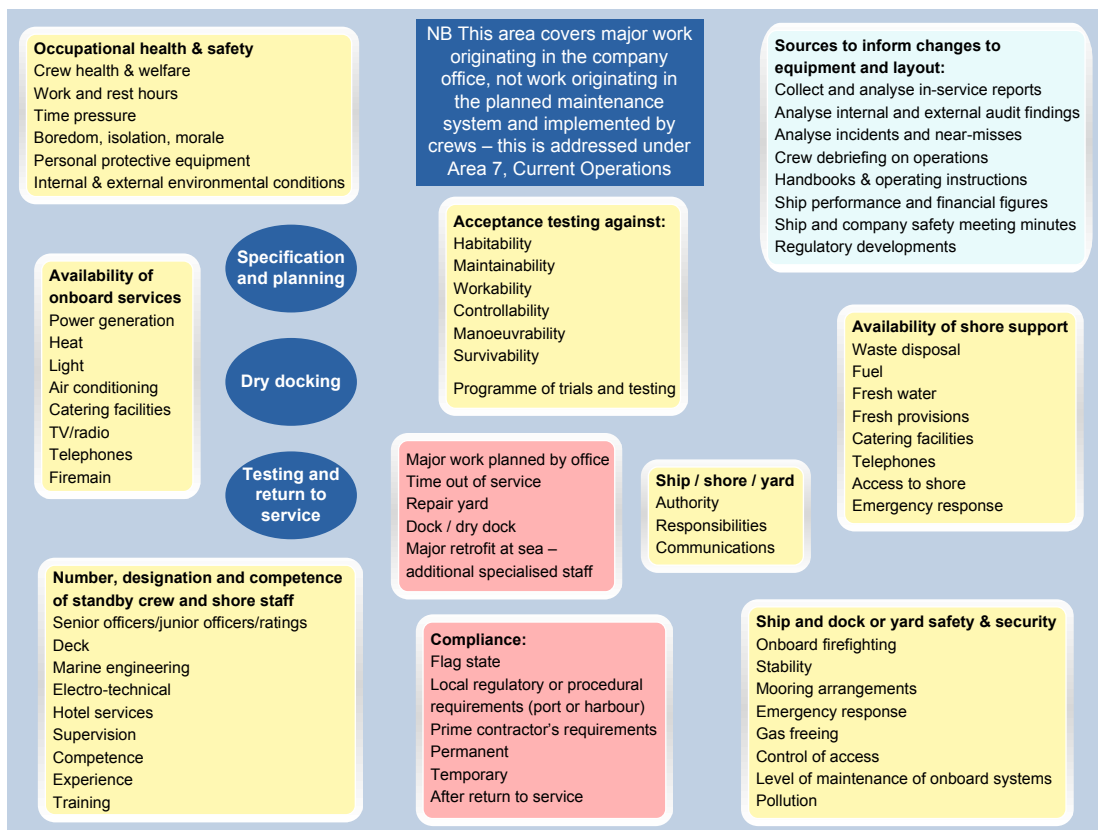 Occupational health & safety
Crew health & welfare
Work and rest hours
Time pressure
Boredom, isolation, morale
Personal protective equipment
Internal & external environmental conditions
NB This area covers major work
originating in the company
office, not work originating in
the planned maintenance
system and implemented by
crews – this is addressed under
Area 7, Current Operations
Sources to inform changes to
equipment and layout:
Collect and analyse in-service reports
Analyse internal and external audit findings
Analyse incidents and near-misses
Crew debriefing on operations
Handbooks & operating instructions
Ship performance and financial figures
Ship and company safety meeting minutes
Regulatory developments
Specification
and planning
Dry docking
Testing and
return to
service
Acceptance testing against:
Habitability
Maintainability
Workability
Controllability
Manoeuvrability
Survivability
Programme of trials and testing
Availability of
onboard services
Power generation
Heat
Light
Air conditioning
Catering facilities
TV/radio
Telephones
Firemain
Availability of shore support
Waste disposal
Fuel
Fresh water
Fresh provisions
Catering facilities
Telephones
Access to shore
Emergency response
Major work planned by office
Time out of service
Repair yard
Dock / dry dock
Major retrofit at sea –
additional specialised staff
Ship / shore / yard
Authority
Responsibilities
Communications
Number, designation and competence
of standby crew and shore staff
Senior officers/junior officers/ratings
Deck
Marine engineering
Electro-technical
Hotel services
Supervision
Competence
Experience
Training
Compliance:
Flag state
Local regulatory or procedural
requirements (port or harbour)
Prime contractor's requirements
Permanent
Temporary
After return to service
Ship and dock or yard safety & security
Onboard firefighting
Stability
Mooring arrangements
Emergency response
Gas freeing
Control of access
Level of maintenance of onboard systems
Pollution